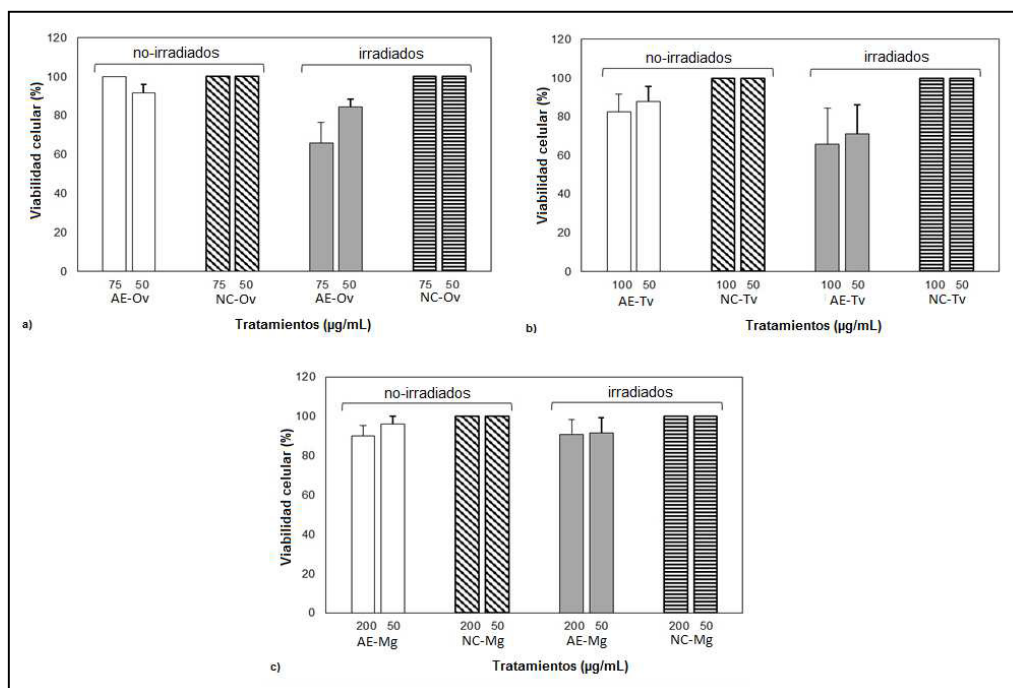 120
100
80
60
40
20
0
Viabilidad celular (%)
no-irradiados
irradiados
75 50 75 50 75 50 75 50
AE-Ov NC-Ov AE-Ov NC-Ov
a)
Tratamientos (µg/mL)
120
100
80
60
40
20
0
Viabilidad celular (%)
no-irradiados
irradiados
100 50 100 50 100 50 100 50
AE-Tv NC-Tv AE-Tv NC-Tv
b)
Tratamientos (µg/mL)
120
100
80
60
40
20
0
Viabilidad celular (%)
no-irradiados
irradiados
200 50 200 50 200 50 200 50
AE-Mg NC-Mg AE-Mg NC-Mg
c)
Tratamientos (µg/mL)